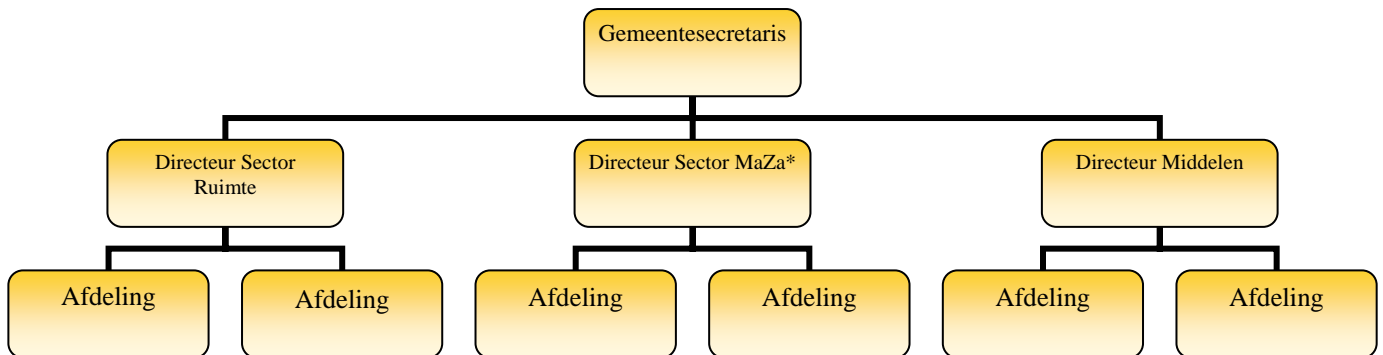 Gemeentesecretaris
Directeur Sector
Ruimte
Directeur Sector MaZa*
Directeur Middelen
Afdeling
Afdeling
Afdeling
Afdeling
Afdeling
Afdeling